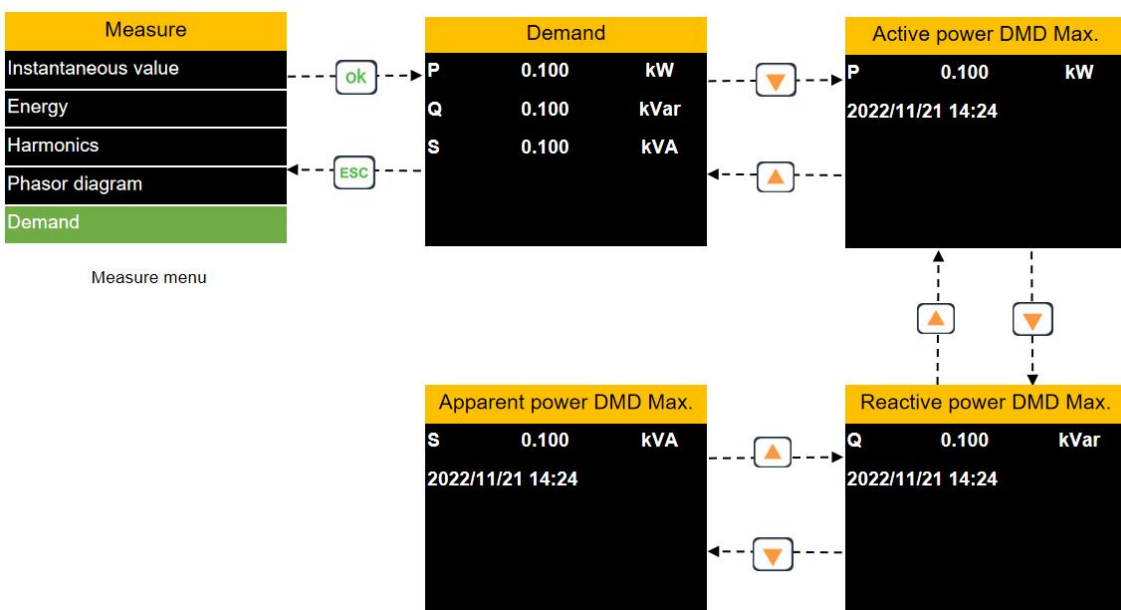 Measure
Instantaneous value
Energy
Harmonics
Phasor diagram
Demand
Measure menu
ok
ESC
Demand
P 0.100 kW
Q 0.100 kVar
S 0.100 kVA
Active power DMD Max.
P 0.100 kW
2022/11/21 14:24
Apparent power DMD Max.
S 0.100 kVA
2022/11/21 14:24
Reactive power DMD Max.
Q 0.100 kVar
2022/11/21 14:24